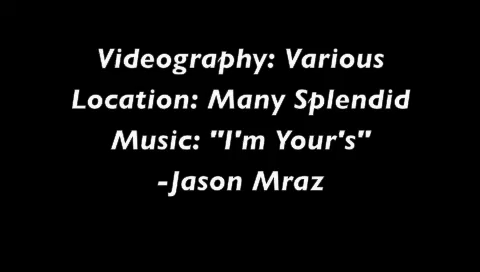 Videography: Various
Location: Many Splendid
Music: "I'm Your's"
-Jason Mraz